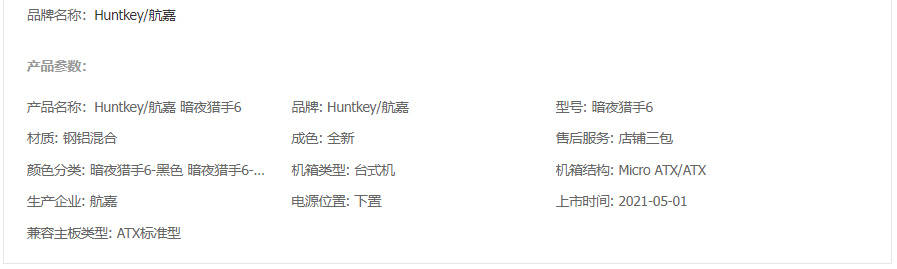 品牌名称：Huntkey/航嘉
产品参数：
产品名称：Huntkey/航嘉 暗夜猎手6 品牌: Huntkey/航嘉 型号: 暗夜猎手6
材质: 钢铝混合 成色: 全新 售后服务: 店铺三包
颜色分类: 暗夜猎手6-黑色 暗夜猎手6-... 机箱类型: 台式机 机箱结构: Micro ATX/ATX
生产企业: 航嘉 电源位置: 下置 上市时间: 2021-05-01
兼容主板类型: ATX标准型